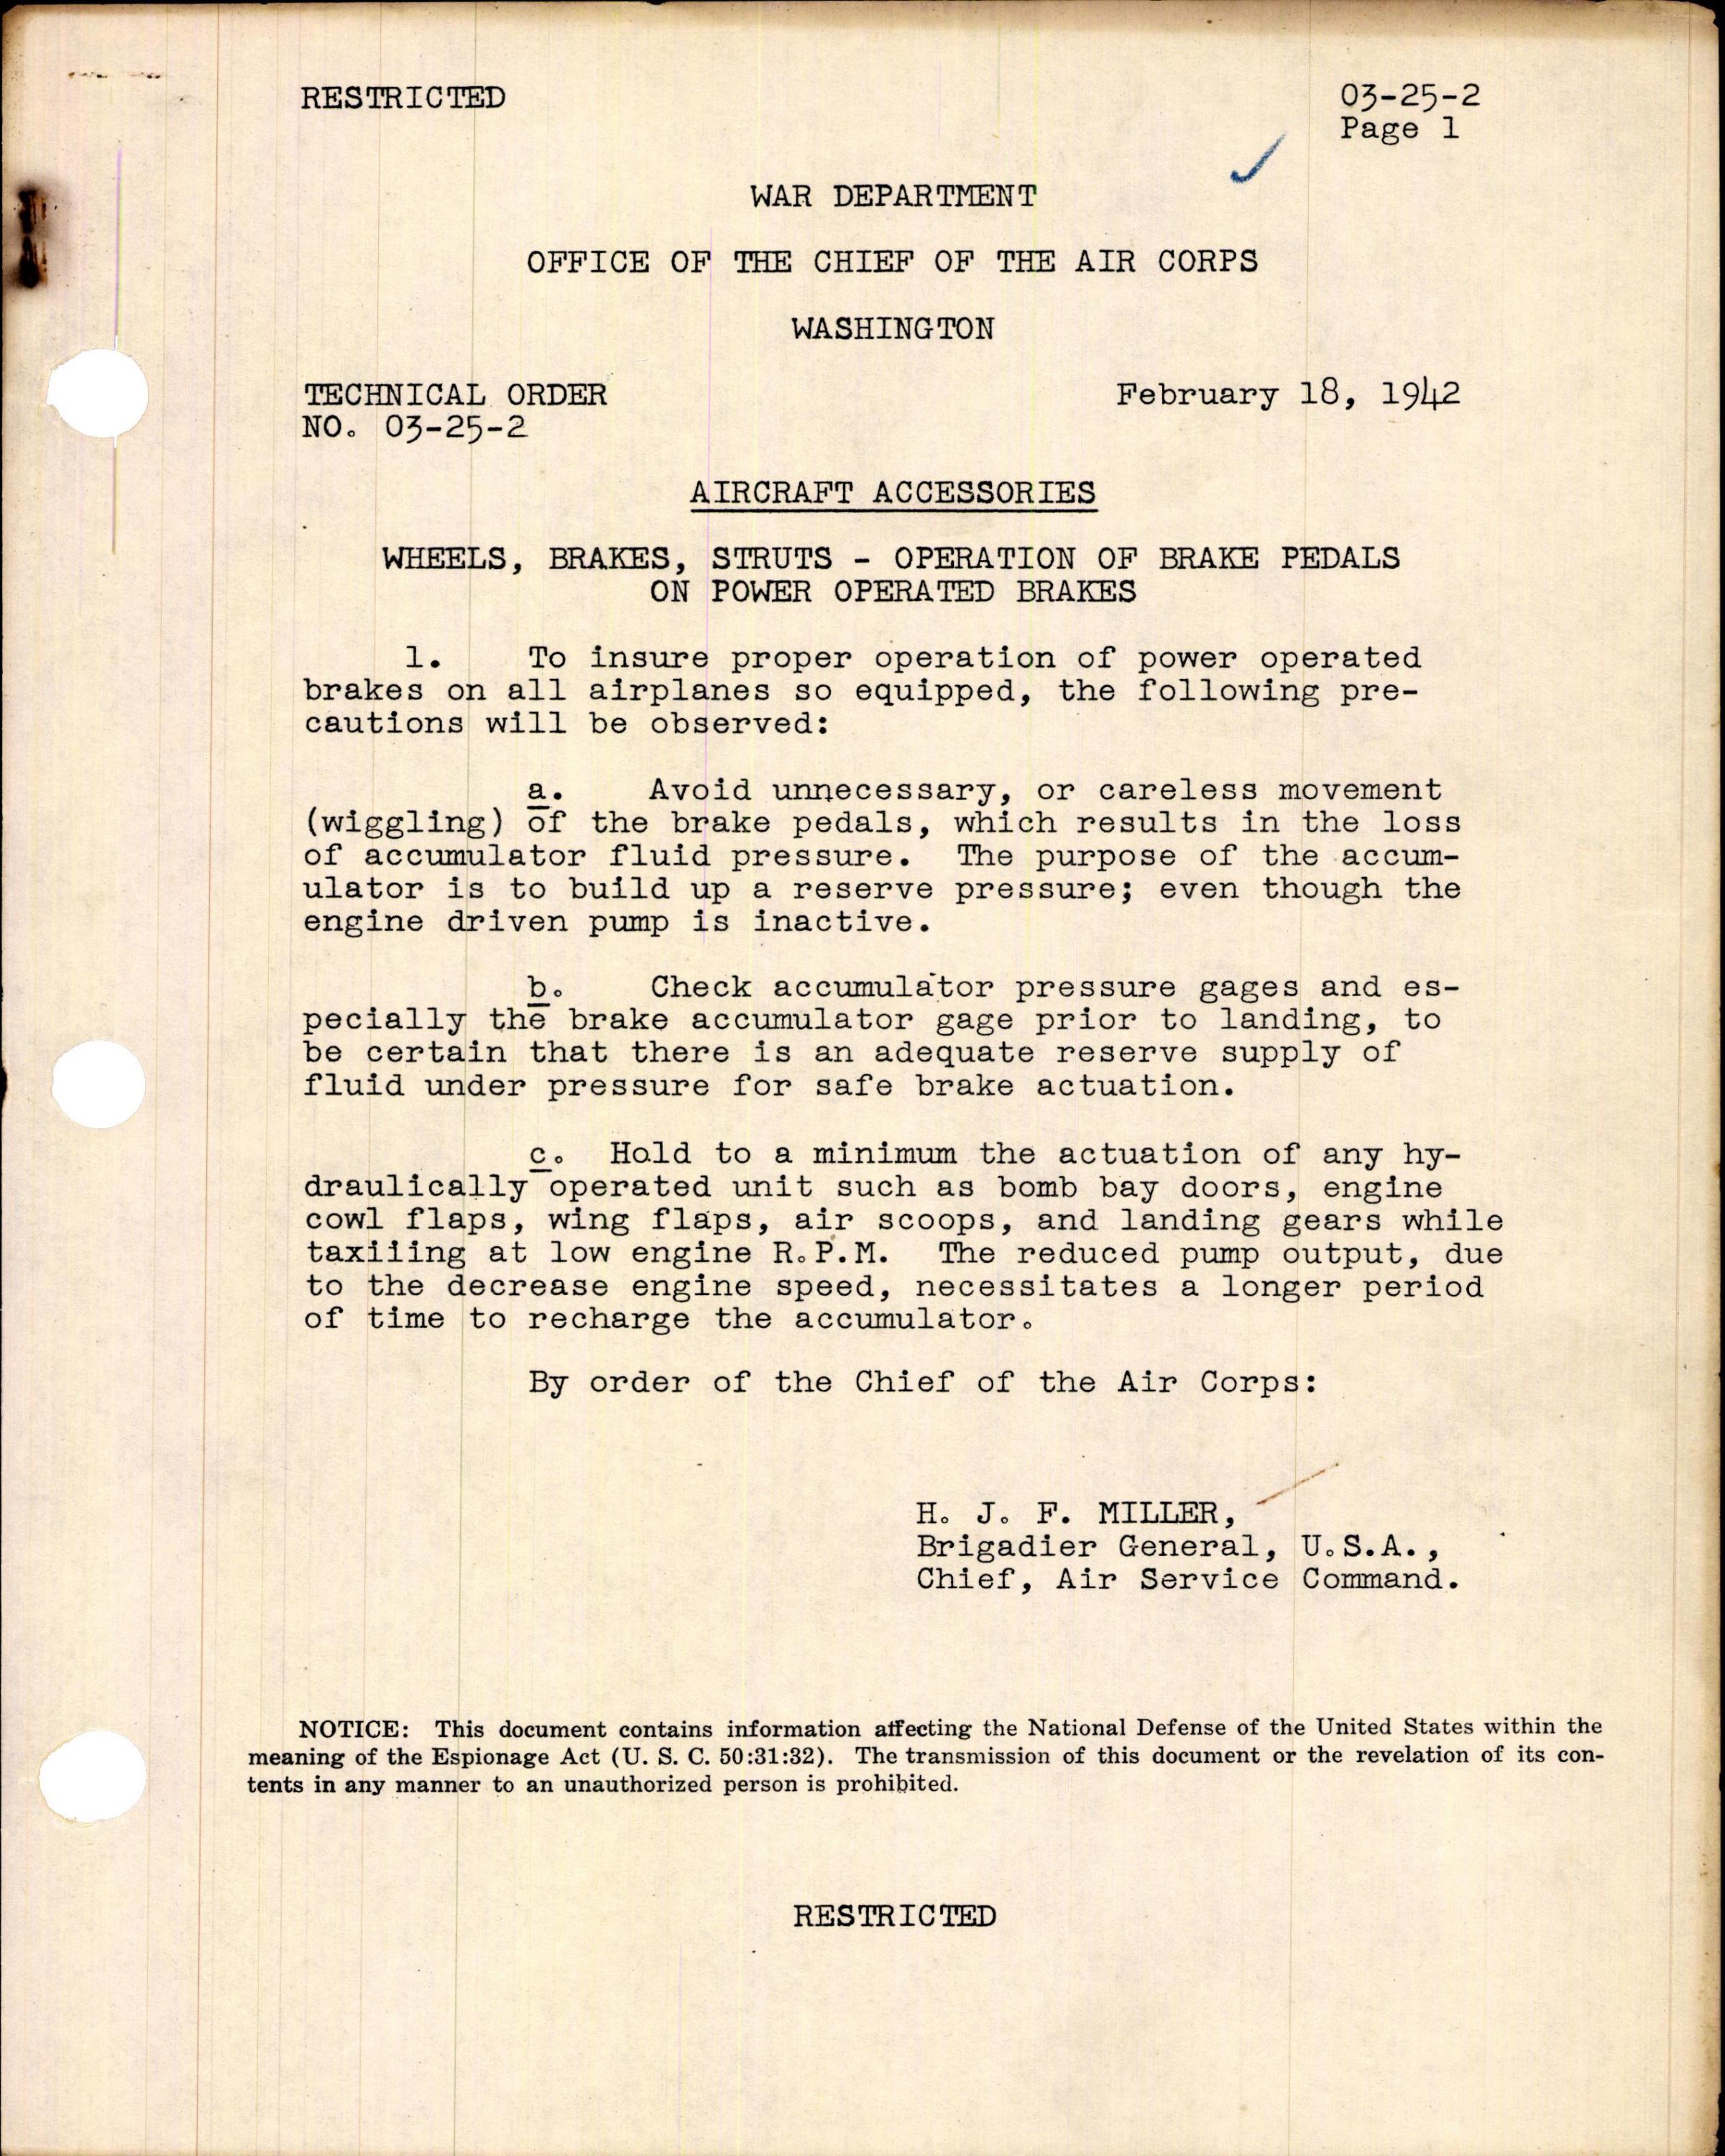 RESTRICTED
03-25-2
Page 1
WAR DEPARTMENT
OFFICE OF THE CHIEF OF THE AIR CORPS
WASHINGTON
TECHNICAL ORDER
NO. 03-25-2
February 18, 1942
AIRCRAFT ACCESSORIES
WHEELS, BRAKES, STRUTS - OPERATION OF BRAKE PEDALS
ON POWER OPERATED BRAKES
1. To insure proper operation of power operated
brakes on all airplanes so equipped, the following pre-
cautions will be observed:
a. Avoid unnecessary, or careless movement
(wiggling) of the brake pedals, which results in the loss
of accumulator fluid pressure. The purpose of the accum-
ulator is to build up a reserve pressure; even though the
engine driven pump is inactive.
b. Check accumulator pressure gages and es-
pecially the brake accumulator gage prior to landing, to
be certain that there is an adequate reserve supply of
fluid under pressure for safe brake actuation.
c. Hold to a minimum the actuation of any hy-
draulically operated unit such as bomb bay doors, engine
cowl flaps, wing flaps, air scoops, and landing gears while
taxiiing at low engine R.P.M. The reduced pump output, due
to the decrease engine speed, necessitates a longer period
of time to recharge the accumulator.
By order of the Chief of the Air Corps:
H. J. F. MILLER,
Brigadier General, U.S.A.,
Chief, Air Service Command.
NOTICE: This document contains information affecting the National Defense of the United States within the
meaning of the Espionage Act (U. S. C. 50:31:32). The transmission of this document or the revelation of its con-
tents in any manner to an unauthorized person is prohibited.
RESTRICTED